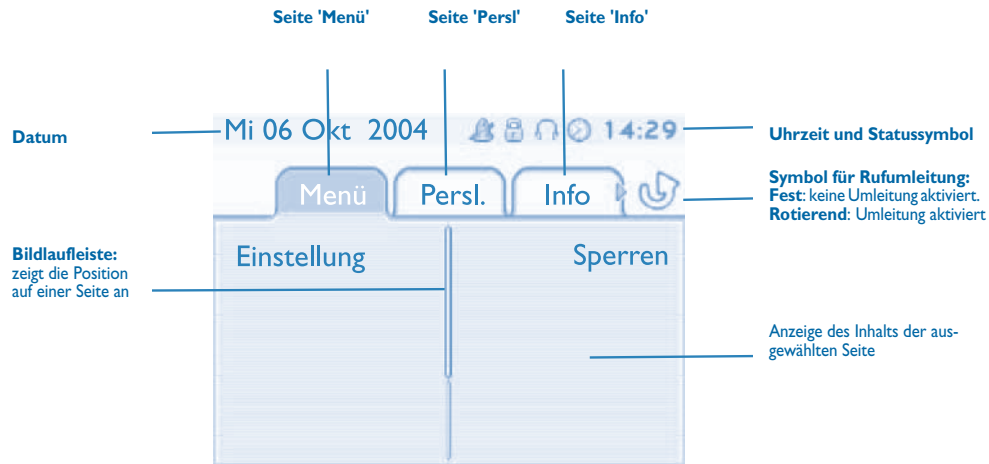 Seite 'Menü' Seite 'Persl' Seite 'Info'
Datum
Mi 06 Okt 2004 14:29
Uhrzeit und Statussymbol
Menü Persl. Info
Symbol für Rufumleitung:
Fest: keine Umleitung aktiviert.
Rotierend: Umleitung aktiviert
Bildlaufleiste:
zeigt die Position
auf einer Seite an
Einstellung Sperren
Anzeige des Inhalts der aus-
gewählten Seite